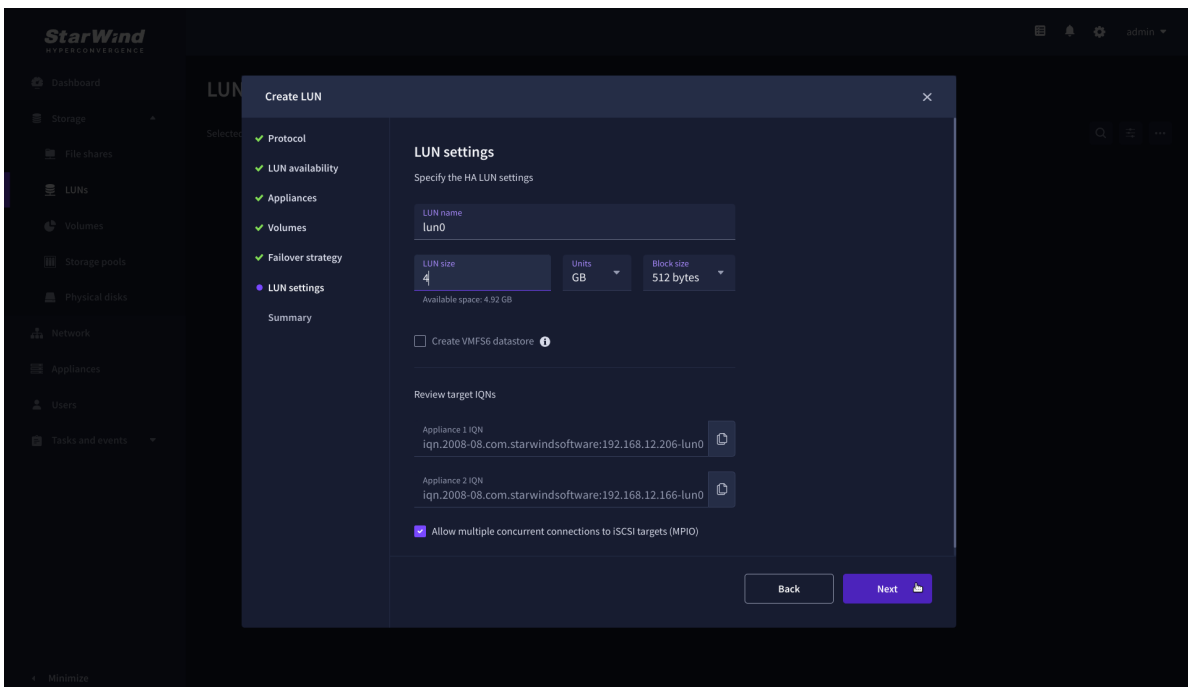 StarWind
HYPERCONVERGENCE
admin
Dashboard
Storage
File shares
LUNs
Volumes
Storage pools
Physical disks
Network
Appliances
Users
Tasks and events
Minimize
LUN
Selected
Create LUN
Protocol
LUN availability
Appliances
Volumes
Failover strategy
LUN settings
Summary
LUN settings
Specify the HA LUN settings
LUN name
lun0
LUN size
4
Units
GB
Block size
512 bytes
Available space: 4.92 GB
Create VMFS6 datastore
Review target IQNs
Appliance 1 IQN
iqn.2008-08.com.starwindsoftware:192.168.12.206-lun0
Appliance 2 IQN
iqn.2008-08.com.starwindsoftware:192.168.12.166-lun0
Allow multiple concurrent connections to iSCSI targets (MPIO)
Back
Next